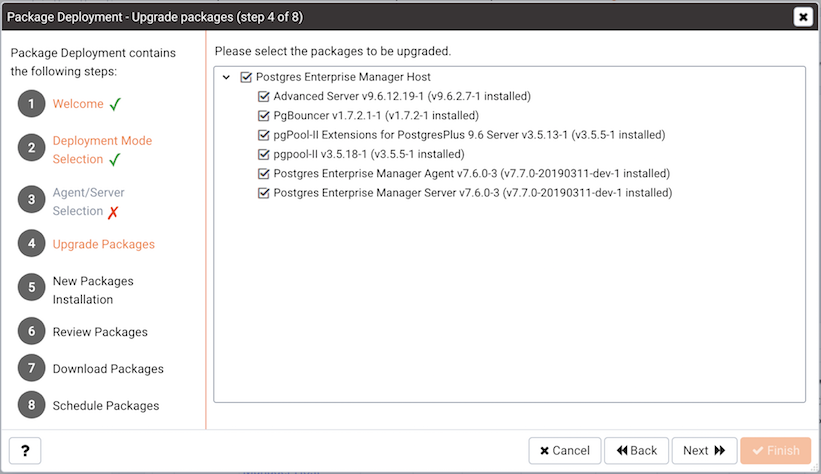 Package Deployment - Upgrade packages (step 4 of 8)
Package Deployment contains
the following steps:
1 Welcome
2 Deployment Mode
Selection
3 Agent/Server
Selection
4 Upgrade Packages
5 New Packages
Installation
6 Review Packages
7 Download Packages
8 Schedule Packages
Please select the packages to be upgraded.
Postgres Enterprise Manager Host
Advanced Server v9.6.12.19-1 (v9.6.2.7-1 installed)
PgBouncer v1.7.2.1-1 (v1.7.2-1 installed)
pgPool-II Extensions for PostgresPlus 9.6 Server v3.5.13-1 (v3.5.5-1 installed)
pgpool-II v3.5.18-1 (v3.5.5-1 installed)
Postgres Enterprise Manager Agent v7.6.0-3 (v7.7.0-20190311-dev-1 installed)
Postgres Enterprise Manager Server v7.6.0-3 (v7.7.0-20190311-dev-1 installed)
? Cancel Back Next Finish